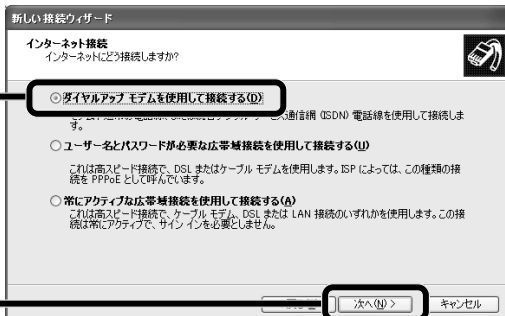 新しい接続ウィザード
インターネット接続
インターネットにどう接続しますか?
ダイヤルアップ モデムを使用して接続する(D)
通信網 (ISDN) 電話線を使用して接続しま
す。
ユーザー名とパスワードが必要な広帯域接続を使用して接続する(U)
これは高スピード接続で、DSL またはケーブル モデムを使用します。ISP によっては、この種類の接
続を PPPoE として呼んでいます。
常にアクティブな広帯域接続を使用して接続する(A)
これは高スピード接続で、ケーブル モデム、DSL または LAN 接続のいずれかを使用します。この接
続は常にアクティブで、サイン インを必要としません。
次へ(N) >
キャンセル